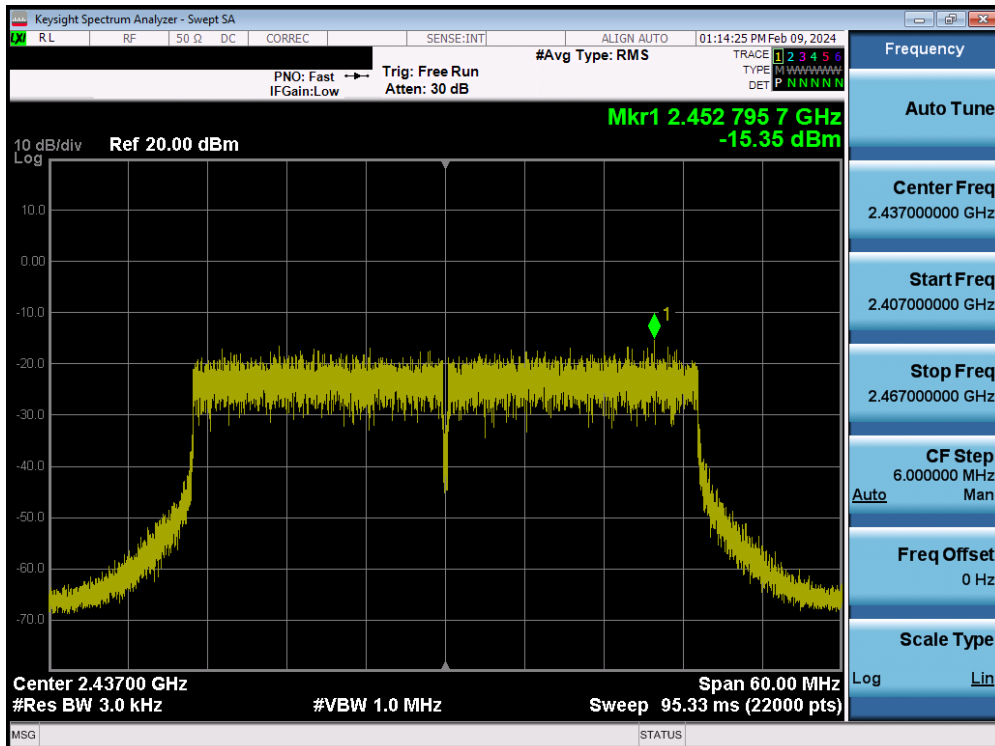 Keysight Spectrum Analyzer - Swept SA
LXI RL RF 50 Ω DC CORREC SENSE:INT ALIGN AUTO 01:14:25 PM Feb 09, 2024
PNO: Fast Trig: Free Run #Avg Type: RMS TRACE 1 2 3 4 5 6
IFGain:Low Atten: 30 dB TYPE M W W W W W
DET P N N N N N
Mkr1 2.452 795 7 GHz
-15.35 dBm
10 dB/div Ref 20.00 dBm
Log
1
10.0
0.00
-10.0
-20.0
-30.0
-40.0
-50.0
-60.0
-70.0
Center 2.43700 GHz Span 60.00 MHz
#Res BW 3.0 kHz #VBW 1.0 MHz Sweep 95.33 ms (22000 pts)
MSG STATUS
Frequency
Auto Tune
Center Freq
2.437000000 GHz
Start Freq
2.407000000 GHz
Stop Freq
2.467000000 GHz
CF Step
6.000000 MHz
Auto Man
Freq Offset
0 Hz
Scale Type
Log Lin